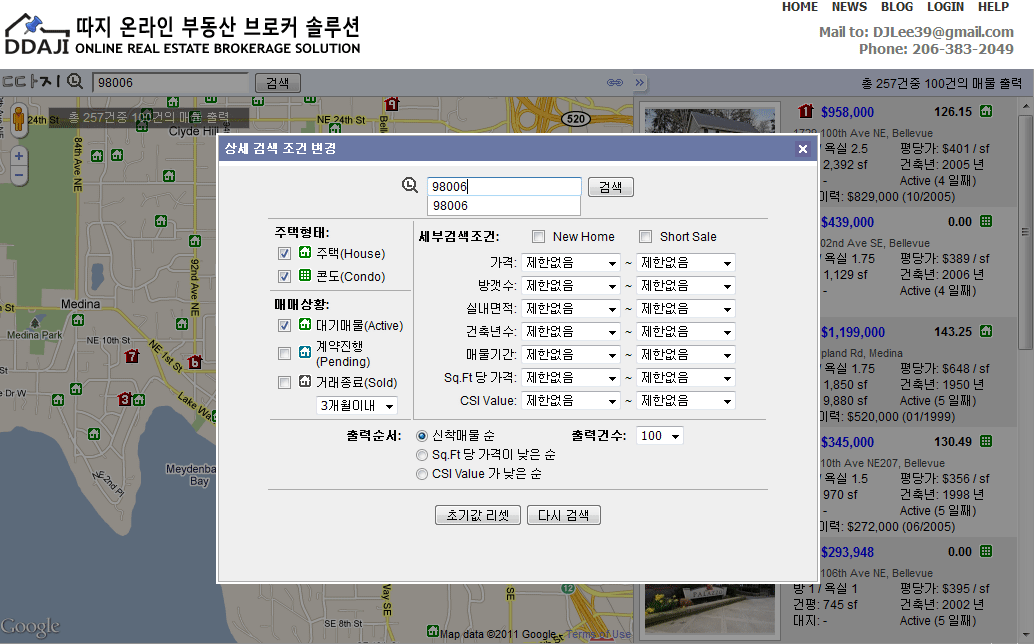 HOME NEWS BLOG LOGIN HELP
따지 온라인 부동산 브로커 솔루션
DDAJI ONLINE REAL ESTATE BROKERAGE SOLUTION
Mail to: DJLee39@gmail.com
Phone: 206-383-2049
98006 검색
총 257건중 100건의 매물 출력
총 257건중 100건의 매물 출력
Clyde Hill
NE 24th St
520
84th Ave NE
92nd Ave NE
Medina
Medina Park
NE 10th St
NE 1st St
Lake Wa
NE 2nd Pl
Meydenba
Bay
SE 8th St
12
Google
Map data ©2011 Google - Terms of Use
상세 검색 조건 변경
98006 검색
98006
주택형태:
주택(House)
콘도(Condo)
매매상황:
대기매물(Active)
계약진행
(Pending)
거래종료(Sold)
3개월이내
세부검색조건: New Home Short Sale
가격: 제한없음 ~ 제한없음
방갯수: 제한없음 ~ 제한없음
실내면적: 제한없음 ~ 제한없음
건축년수: 제한없음 ~ 제한없음
매물기간: 제한없음 ~ 제한없음
Sq.Ft 당 가격: 제한없음 ~ 제한없음
CSI Value: 제한없음 ~ 제한없음
출력순서: 신착매물 순
Sq.Ft 당 가격이 낮은 순
CSI Value 가 낮은 순
출력건수: 100
초기값 리셋 다시 검색
1 $958,000 126.15
100th Ave NE, Bellevue
/ 욕실 2.5 평당가: $401 / sf
2,392 sf 건축년: 2005 년
- Active (4 일째)
이력: $829,000 (10/2005)
$439,000 0.00
02nd Ave SE, Bellevue
/ 욕실 1.75 평당가: $389 / sf
1,129 sf 건축년: 2006 년
- Active (4 일째)
$1,199,000 143.25
pland Rd, Medina
/ 욕실 1.75 평당가: $648 / sf
1,850 sf 건축년: 1950 년
9,880 sf Active (5 일째)
이력: $520,000 (01/1999)
$345,000 130.49
10th Ave NE207, Bellevue
/ 욕실 1.5 평당가: $356 / sf
970 sf 건축년: 1998 년
- Active (5 일째)
이력: $272,000 (06/2005)
$293,948 0.00
106th Ave NE, Bellevue
방 1 / 욕실 1 평당가: $395 / sf
건평: 745 sf 건축년: 2002 년
대지: - Active (5 일째)